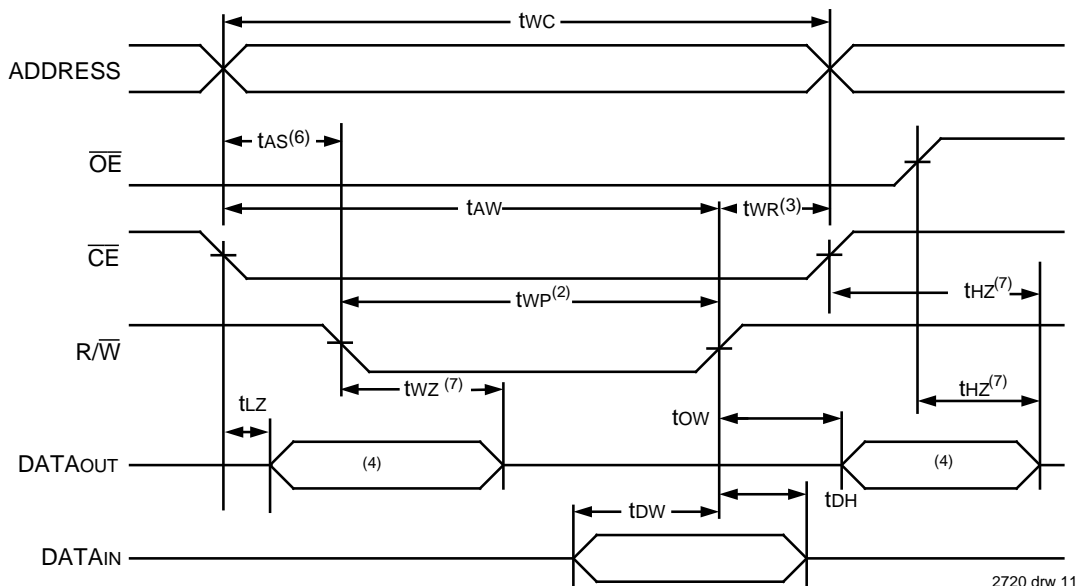 tWC
ADDRESS
tAS(6)
OE
tAW
tWR(3)
CE
tWP(2)
tHZ(7)
R/W
tWZ (7)
tHZ(7)
tLZ
tOW
DATAOUT
(4)
(4)
tDH
tDW
DATAIN
2720 drw 11